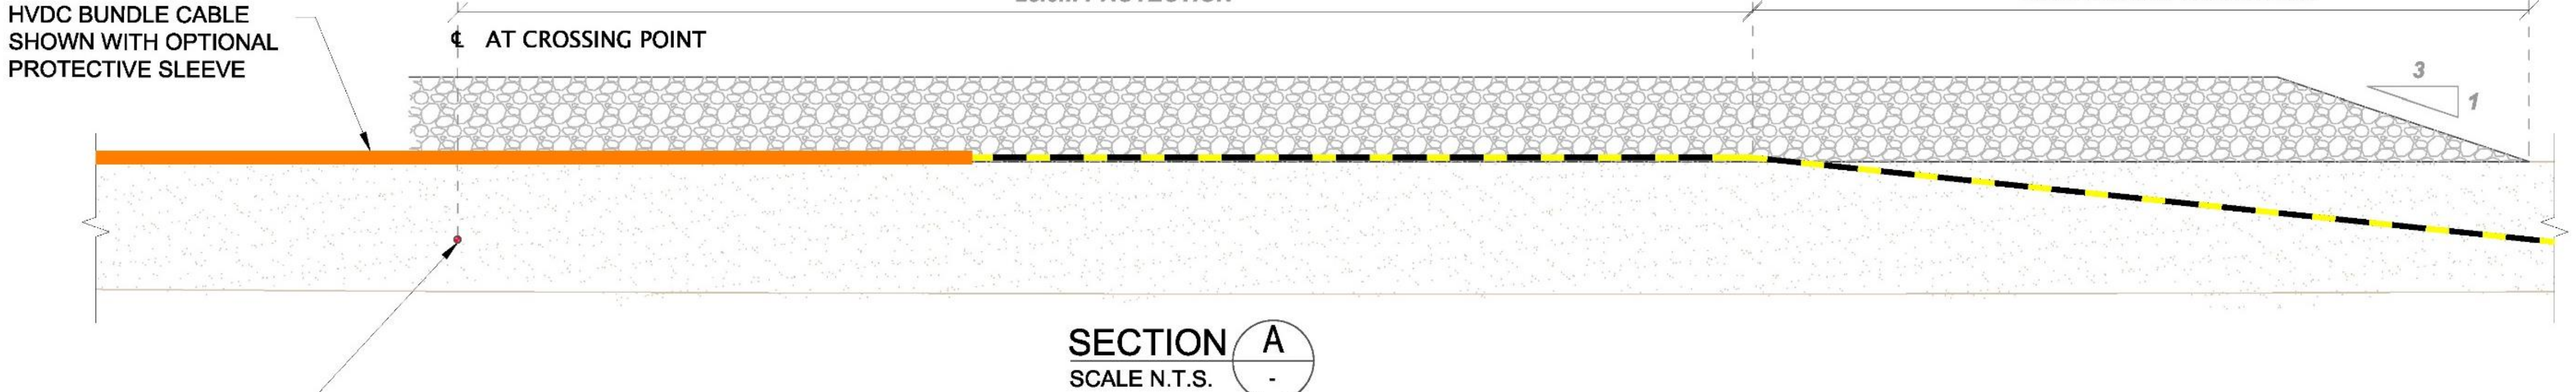 HVDC BUNDLE CABLE
SHOWN WITH OPTIONAL
PROTECTIVE SLEEVE
℄ AT CROSSING POINT
3
1
SECTION A
SCALE N.T.S. -